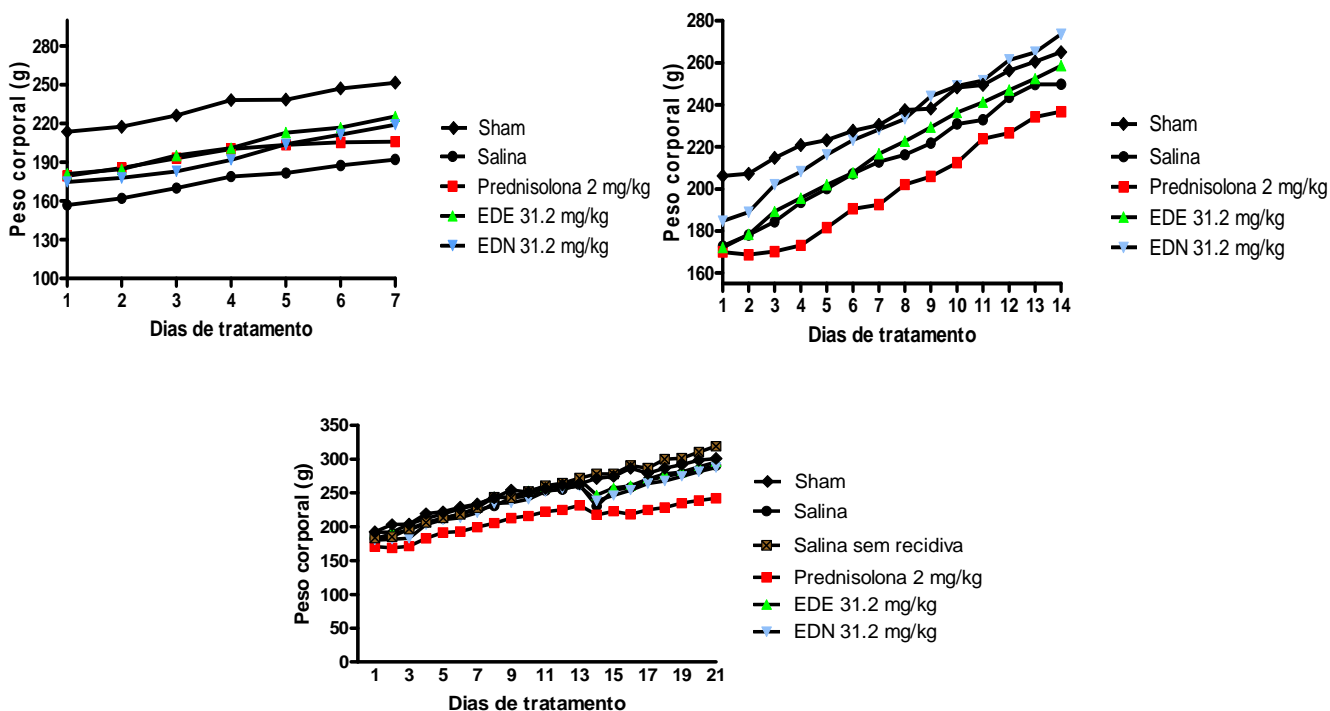 Peso corporal (g)
280
250
220
190
160
130
100
1 2 3 4 5 6 7
Dias de tratamento
Sham
Salina
Prednisolona 2 mg/kg
EDE 31.2 mg/kg
EDN 31.2 mg/kg
Peso corporal (g)
280
260
240
220
200
180
160
1 2 3 4 5 6 7 8 9 10 11 12 13 14
Dias de tratamento
Sham
Salina
Prednisolona 2 mg/kg
EDE 31.2 mg/kg
EDN 31.2 mg/kg
Peso corporal (g)
350
300
250
200
150
100
50
0
1 3 5 7 9 11 13 15 17 19 21
Dias de tratamento
Sham
Salina
Salina sem recidiva
Prednisolona 2 mg/kg
EDE 31.2 mg/kg
EDN 31.2 mg/kg